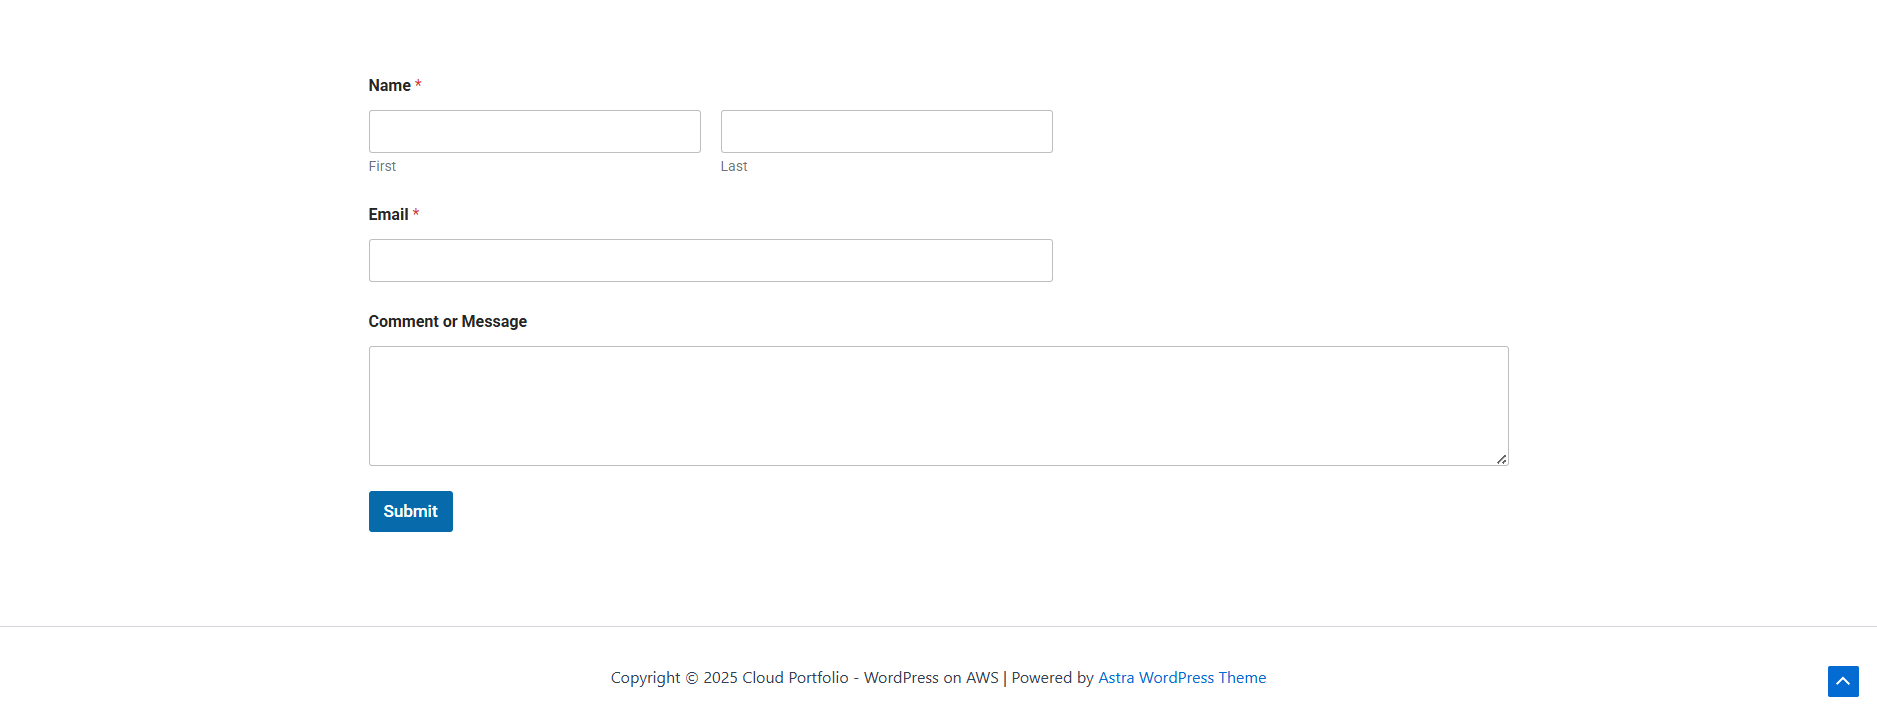 Name *
First Last
Email *
Comment or Message
Submit
Copyright © 2025 Cloud Portfolio - WordPress on AWS | Powered by Astra WordPress Theme